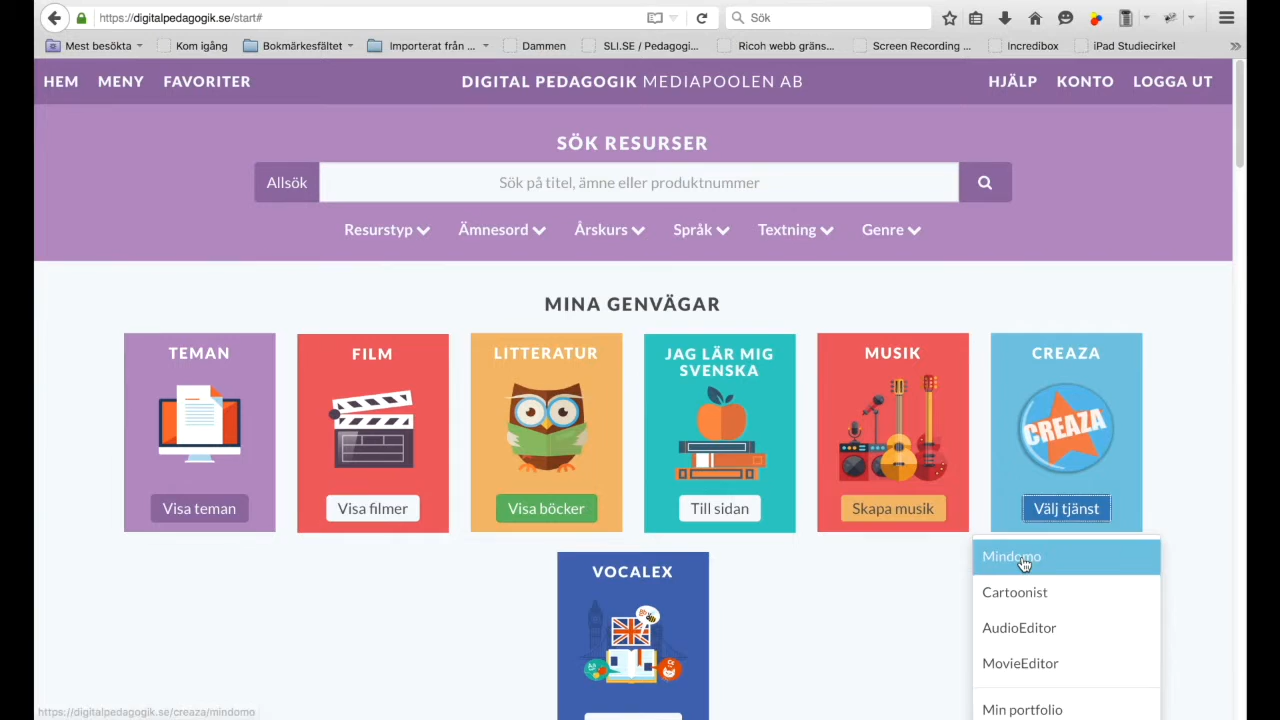 https://digitalpedagogik.se/start#
Sök
Mest besökta
Kom igång
Bokmärkesfältet
Importerat från ...
Dammen
SLI.SE / Pedagogi...
Ricoh webb gräns...
Screen Recording ...
Incredibox
iPad Studiecirkel
HEM MENY FAVORITER
DIGITAL PEDAGOGIK MEDIAPOOLEN AB
HJÄLP KONTO LOGGA UT
SÖK RESURSER
Allsök
Sök på titel, ämne eller produktnummer
Resurstyp Ämnesord Årskurs Språk Textning Genre
MINA GENVÄGAR
TEMAN
Visa teman
FILM
Visa filmer
LITTERATUR
Visa böcker
JAG LÄR MIG
SVENSKA
Till sidan
MUSIK
Skapa musik
CREAZA
CREAZA
Välj tjänst
Mindomo
Cartoonist
AudioEditor
MovieEditor
Min portfolio
VOCALEX
https://digitalpedagogik.se/creaza/mindomo